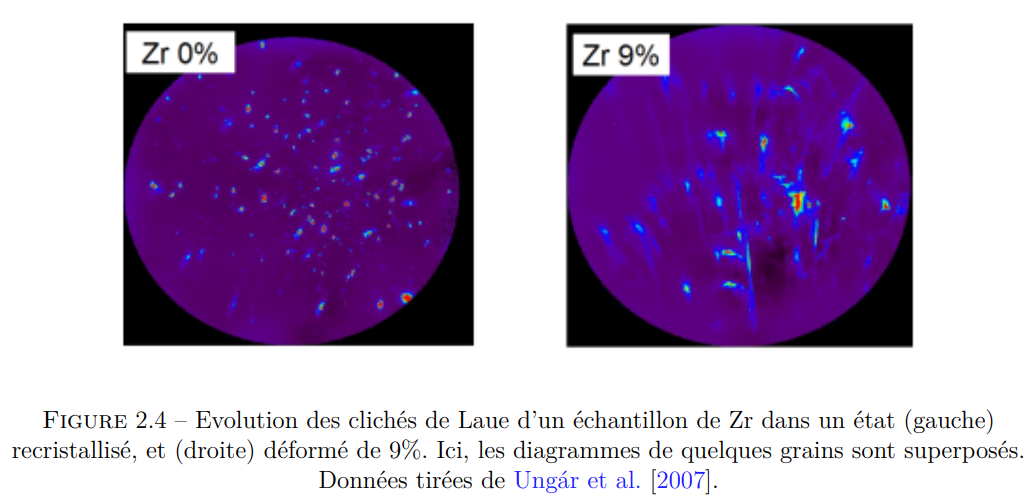 Zr 0%
Zr 9%
FIGURE 2.4 – Evolution des clichés de Laue d'un échantillon de Zr dans un état (gauche)
recristallisé, et (droite) déformé de 9%. Ici, les diagrammes de quelques grains sont superposés.
Données tirées de Ungár et al. [2007].